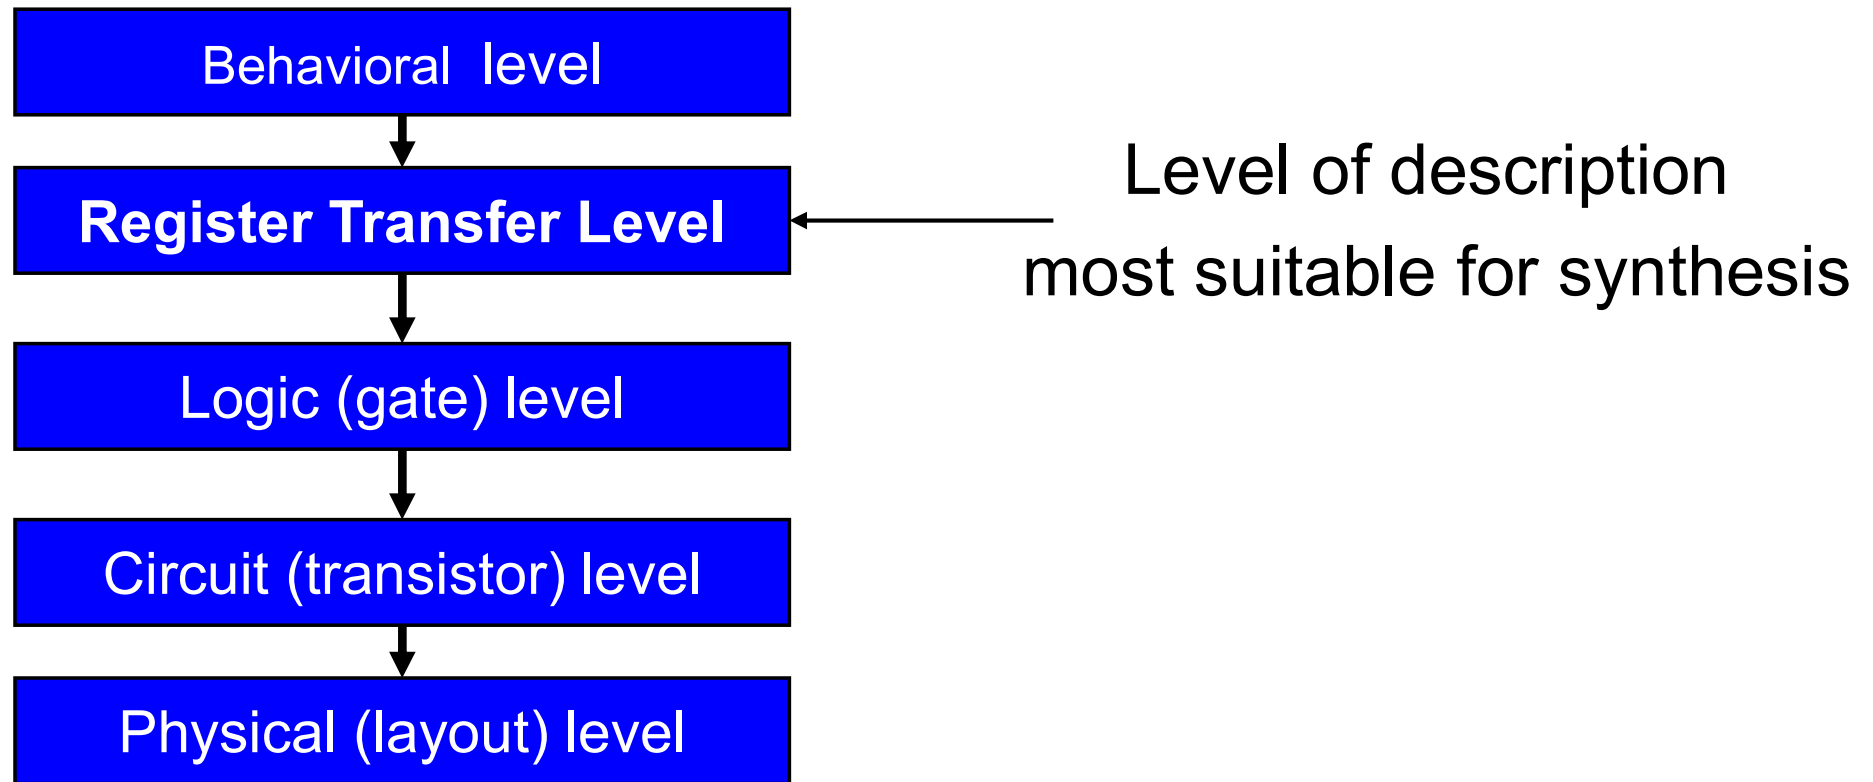 Behavioral level
Register Transfer Level
Level of description
most suitable for synthesis
Logic (gate) level
Circuit (transistor) level
Physical (layout) level